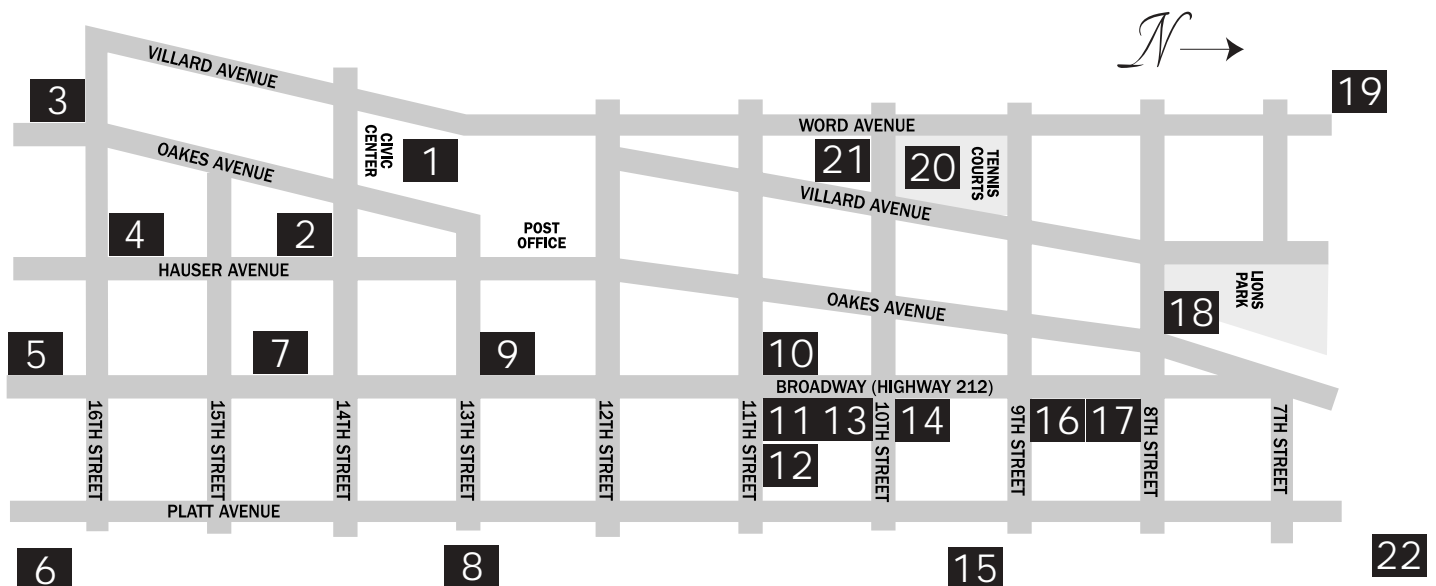 N
VILLARD AVENUE
3
19
WORD AVENUE
OAKES AVENUE
CIVIC
CENTER
1
21
20
TENNIS
COURTS
VILLARD AVENUE
4
2
POST
OFFICE
HAUSER AVENUE
LIONS
PARK
OAKES AVENUE
18
5
7
9
10
BROADWAY (HIGHWAY 212)
16TH STREET
15TH STREET
14TH STREET
13TH STREET
12TH STREET
11TH STREET
11
13
10TH STREET
14
9TH STREET
16
17
8TH STREET
7TH STREET
12
PLATT AVENUE
6
8
15
22